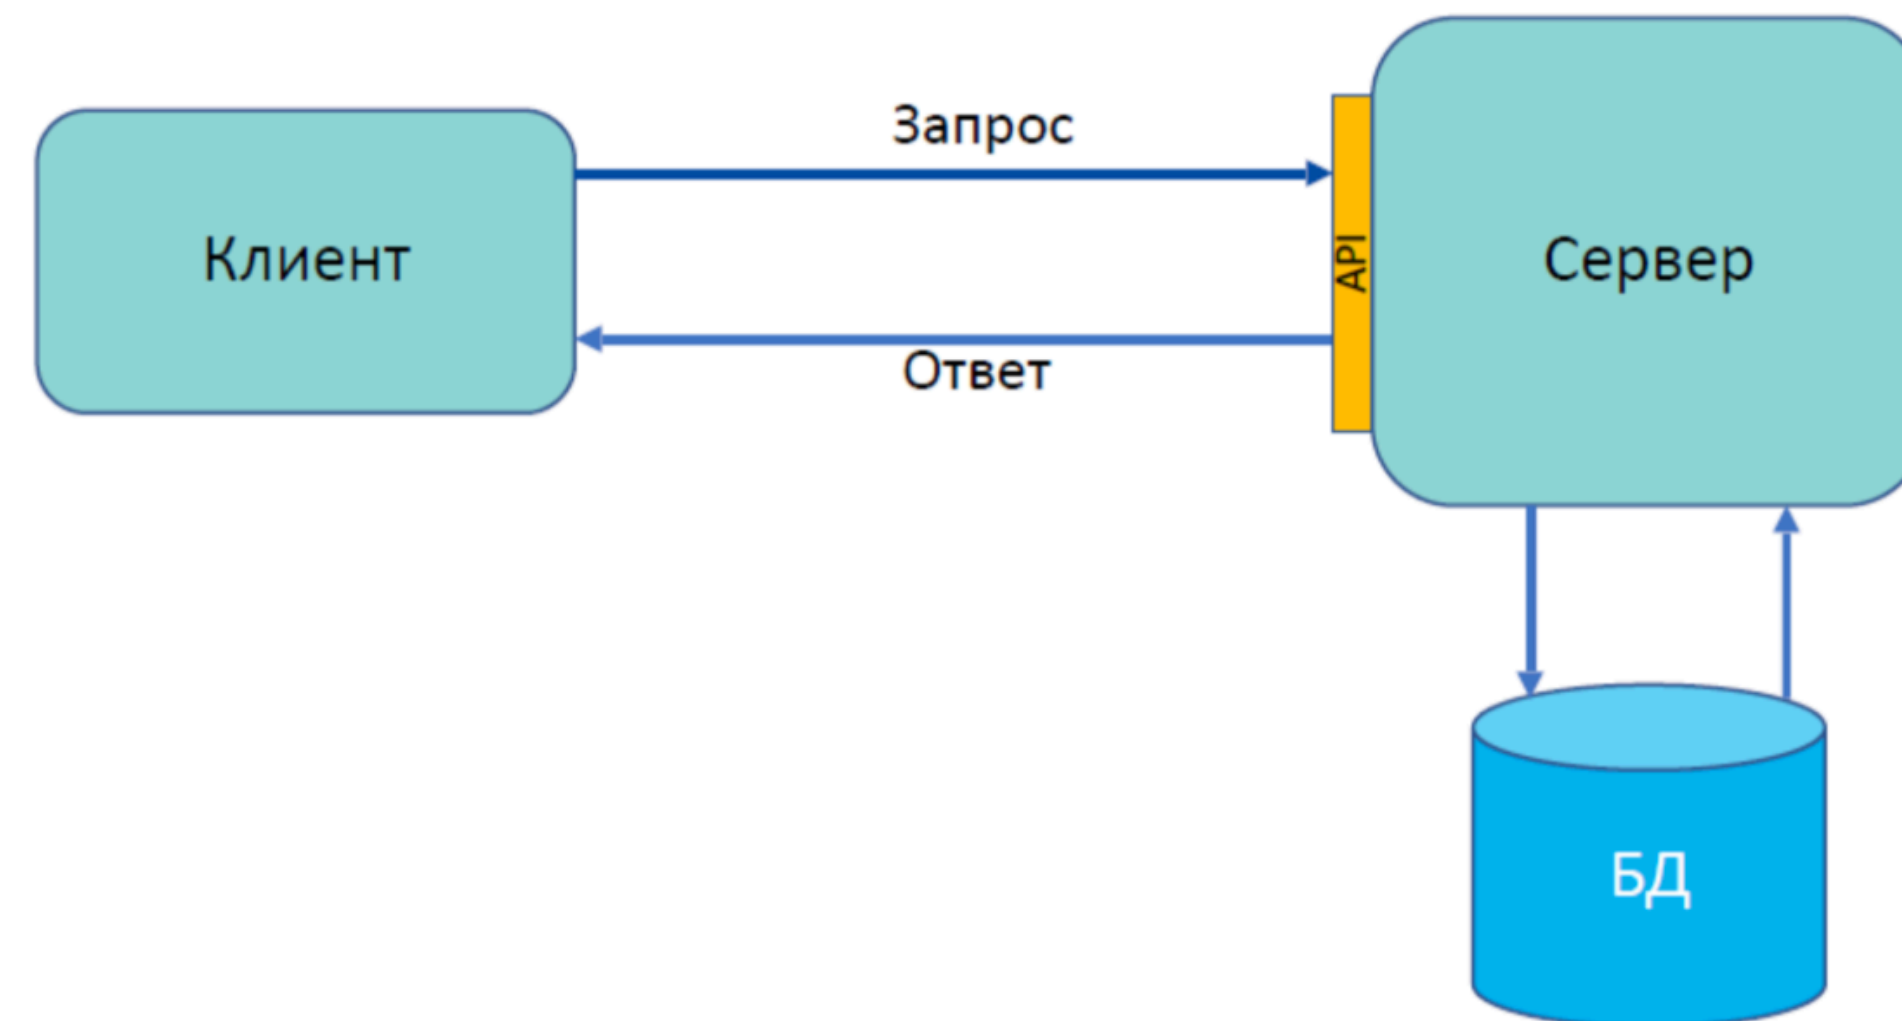 Запрос
Клиент
API
Сервер
Ответ
БД